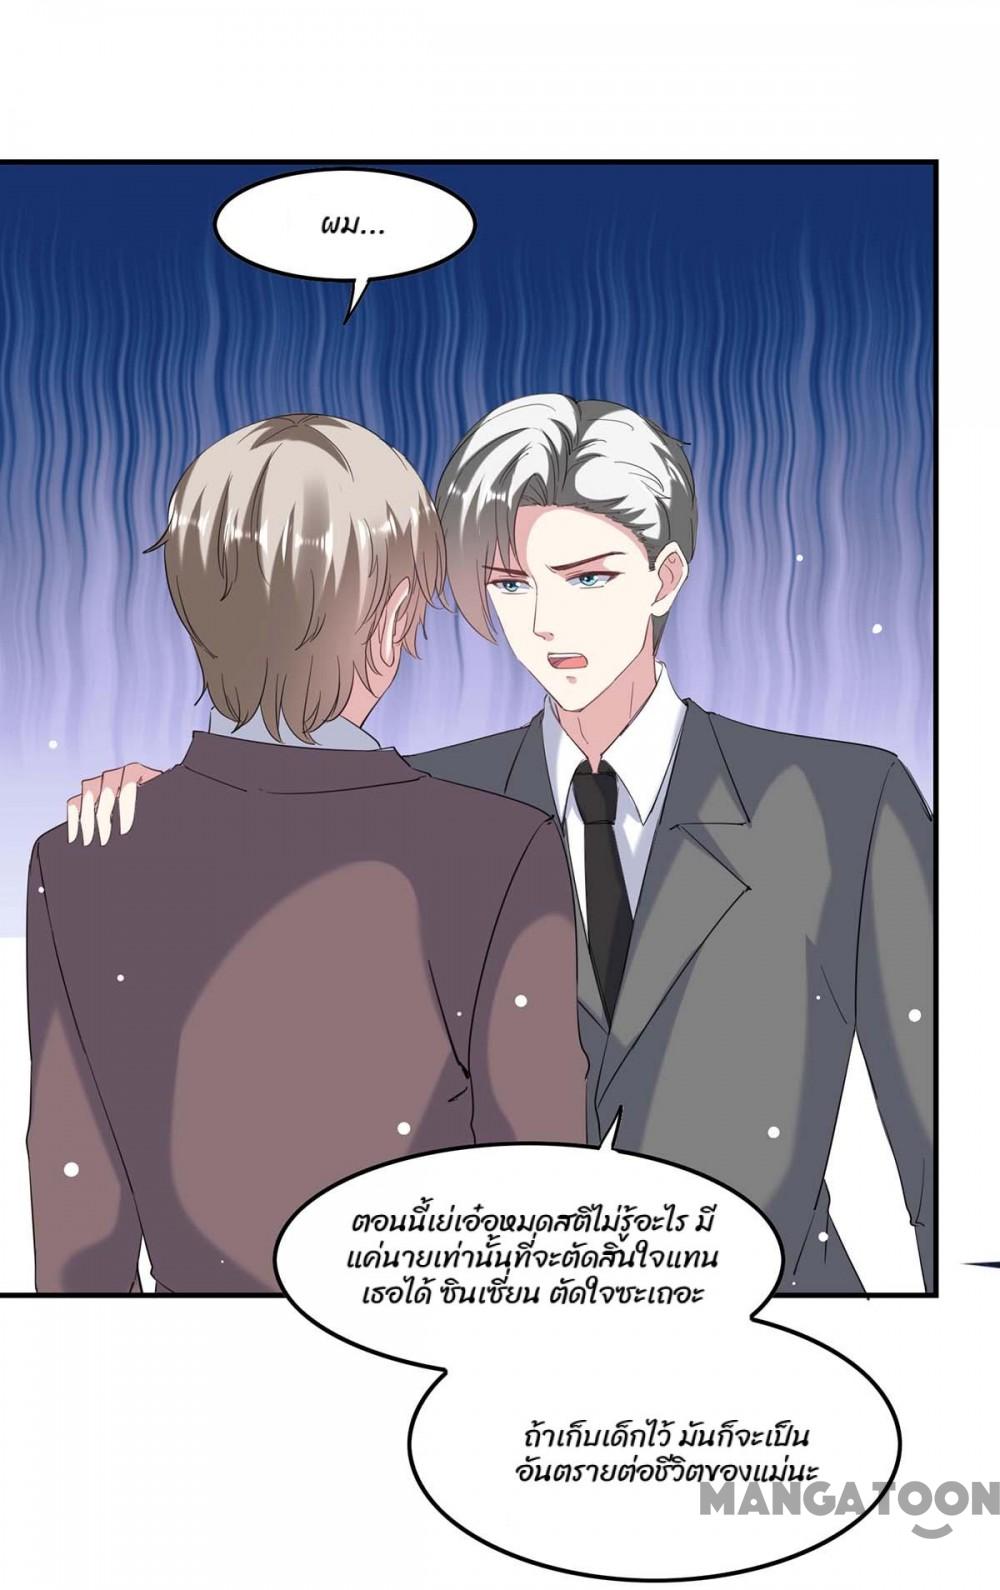 ผม...
ตอนนี้เย่เอ๋อหมดสติไม่รู้อะไร มี
แค่นายเท่านั้นที่จะตัดสินใจแทน
เธอได้ ซินเซี่ยน ตัดใจซะเถอะ
ถ้าเก็บเด็กไว้ มันก็จะเป็น
อันตรายต่อชีวิตของแม่นะ
MANGATOON